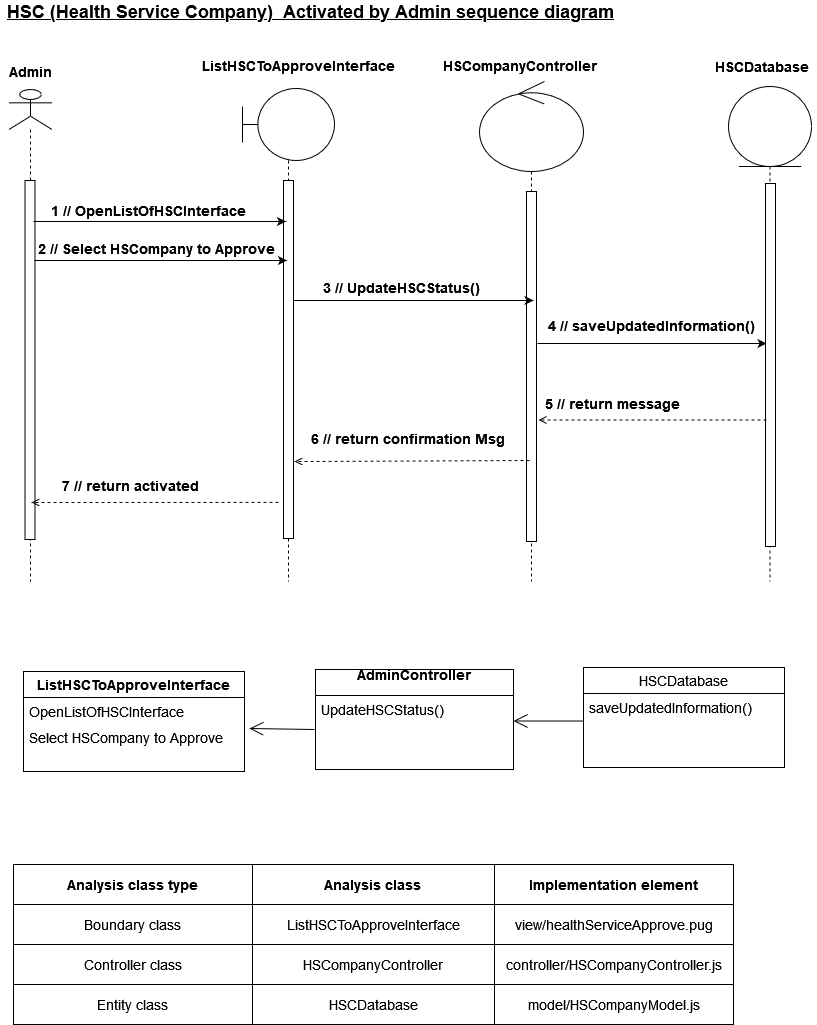 HSC (Health Service Company)  Activated by Admin sequence diagram
Admin
ListHSCToApproveInterface
HSCompanyController
HSCDatabase
1 // OpenListOfHSCInterface
2 // Select HSCompany to Approve
3 // UpdateHSCStatus()
4 // saveUpdatedInformation()
5 // return message
6 // return confirmation Msg
7 // return activated
ListHSCToApproveInterface
OpenListOfHSCInterface
Select HSCompany to Approve
AdminController
UpdateHSCStatus()
HSCDatabase
saveUpdatedInformation()
Analysis class type Analysis class Implementation element
Boundary class ListHSCToApproveInterface view/healthServiceApprove.pug
Controller class HSCompanyController controller/HSCompanyController.js
Entity class HSCDatabase model/HSCompanyModel.js